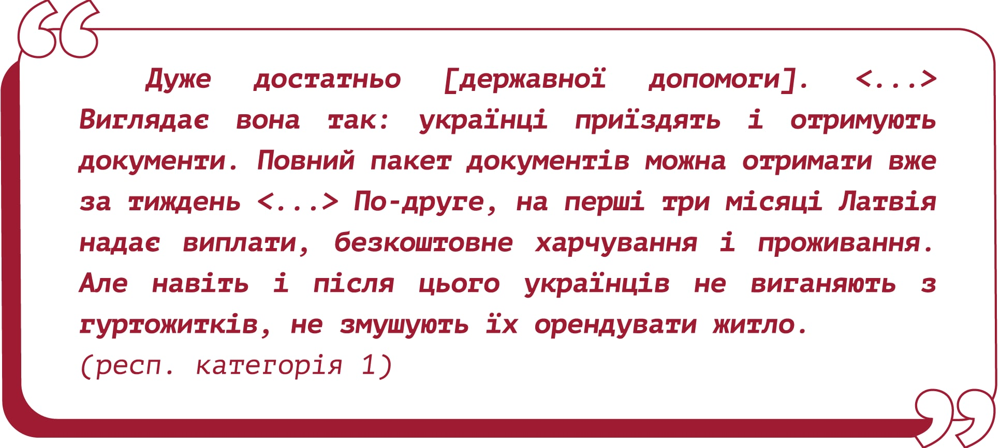 Дуже достатньо [державної допомоги]. <...>
Виглядає вона так: українці приїздять і отримують
документи. Повний пакет документів можна отримати вже
за тиждень <...> По-друге, на перші три місяці Латвія
надає виплати, безкоштовне харчування і проживання.
Але навіть і після цього українців не виганяють з
гуртожитків, не змушують їх орендувати житло.
(респ. категорія 1)